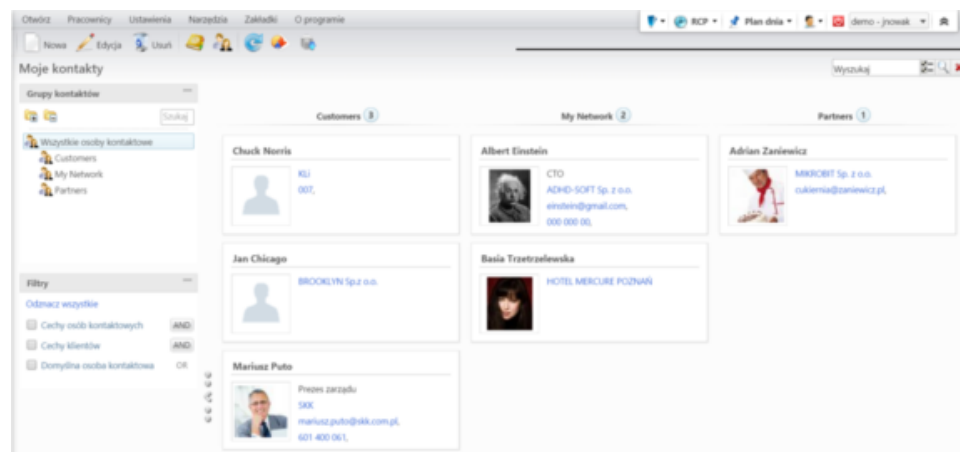 Otwórz Pracownicy Ustawienia Narzędzia Zakładki O programie
RCP Plan dnia demo - jnowak
Nowa Edycja Usuń
Moje kontakty
Wyszukaj
Grupy kontaktów
Szukaj
Wszystkie osoby kontaktowe
Customers
My Network
Partners
Filtry
Odznacz wszystkie
Cechy osób kontaktowych AND
Cechy klientów AND
Domyślna osoba kontaktowa OR
Customers 3
Chuck Norris
KLI
007,
Jan Chicago
BROOKLYN Sp.z o.o.
Mariusz Puto
Prezes zarządu
SKK
mariusz.puto@skk.com.pl,
601 400 061,
My Network 2
Albert Einstein
CTO
ADHD-SOFT Sp. z o.o.
einstein@gmail.com,
000 000 00,
Basia Trzetrzelewska
HOTEL MERCURE POZNAŃ
Partners 1
Adrian Zaniewicz
MIKROBIT Sp. z o.o.
cukiernia@zaniewicz.pl,